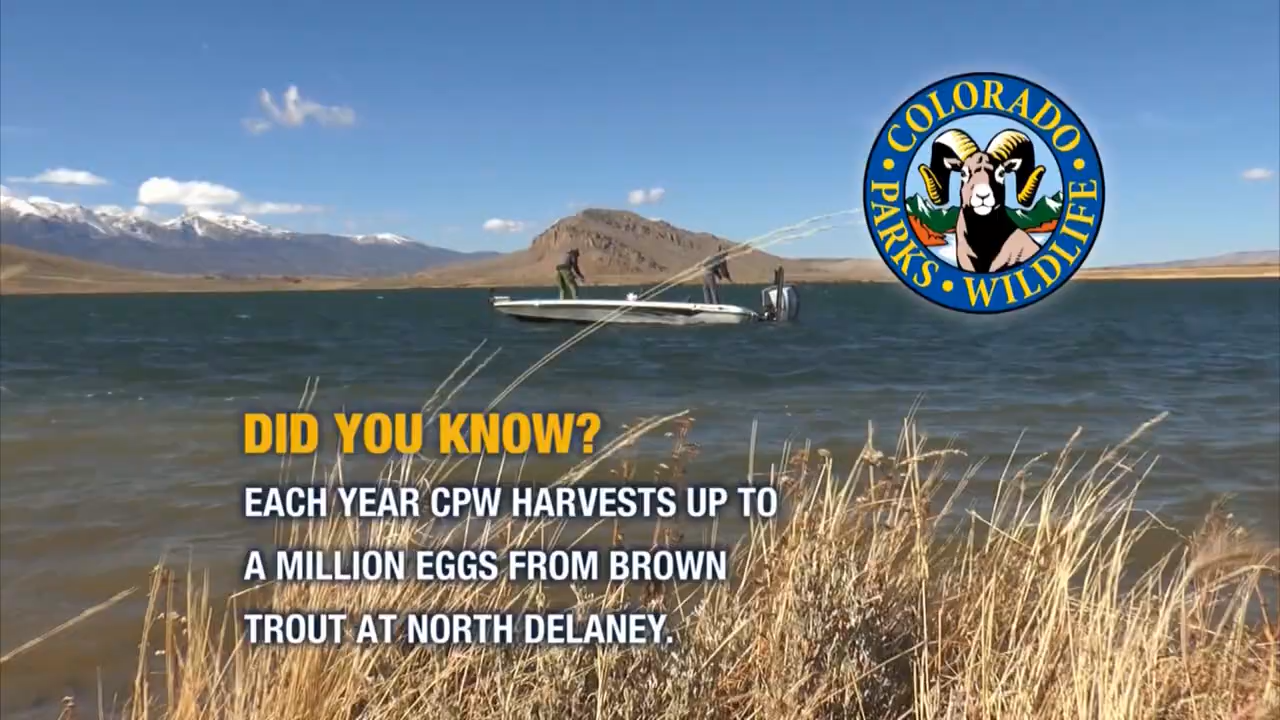 COLORADO
PARKS • WILDLIFE
DID YOU KNOW?
EACH YEAR CPW HARVESTS UP TO
A MILLION EGGS FROM BROWN
TROUT AT NORTH DELANEY.